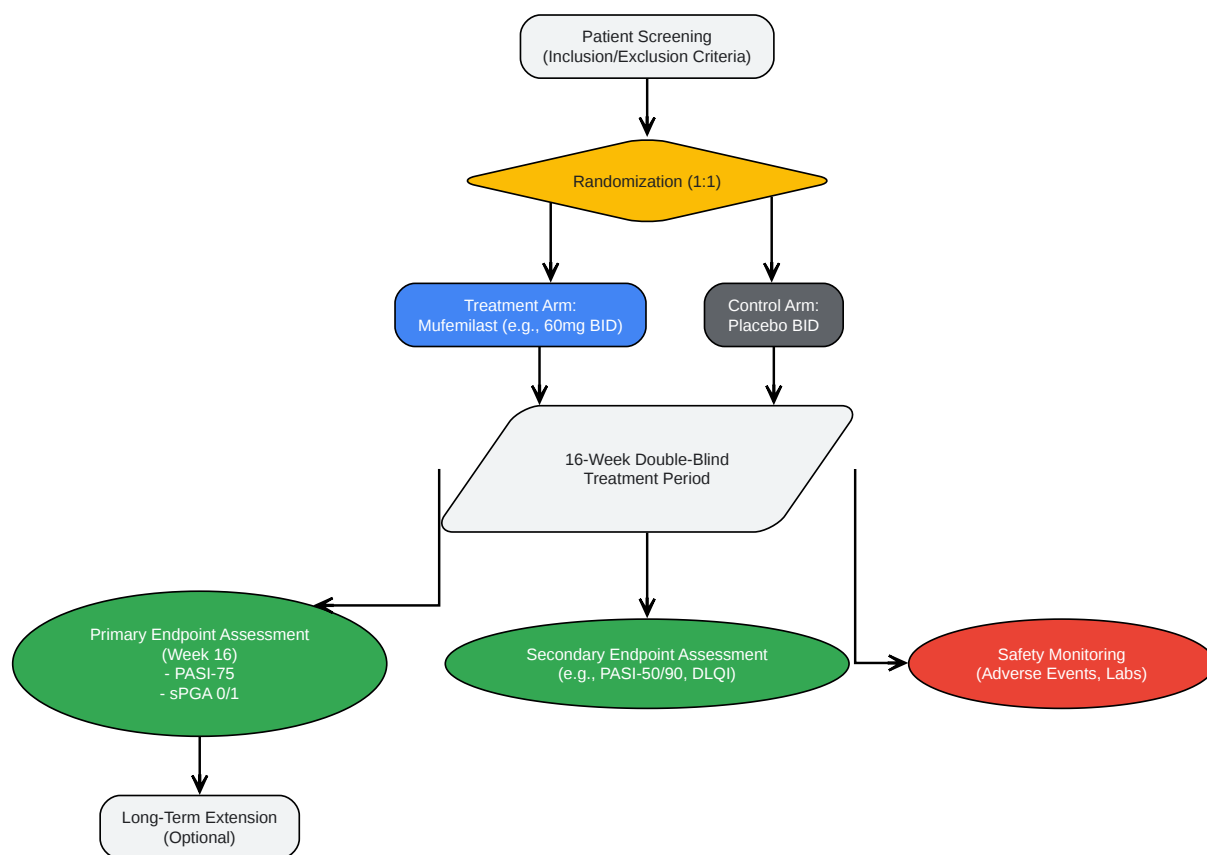 Patient Screening
(Inclusion/Exclusion Criteria)
Randomization (1:1)
Treatment Arm:
Mufemilast (e.g., 60mg BID)
Control Arm:
Placebo BID
16-Week Double-Blind
Treatment Period
Primary Endpoint Assessment
(Week 16)
- PASI-75
- sPGA 0/1
Secondary Endpoint Assessment
(e.g., PASI-50/90, DLQI)
Safety Monitoring
(Adverse Events, Labs)
Long-Term Extension
(Optional)